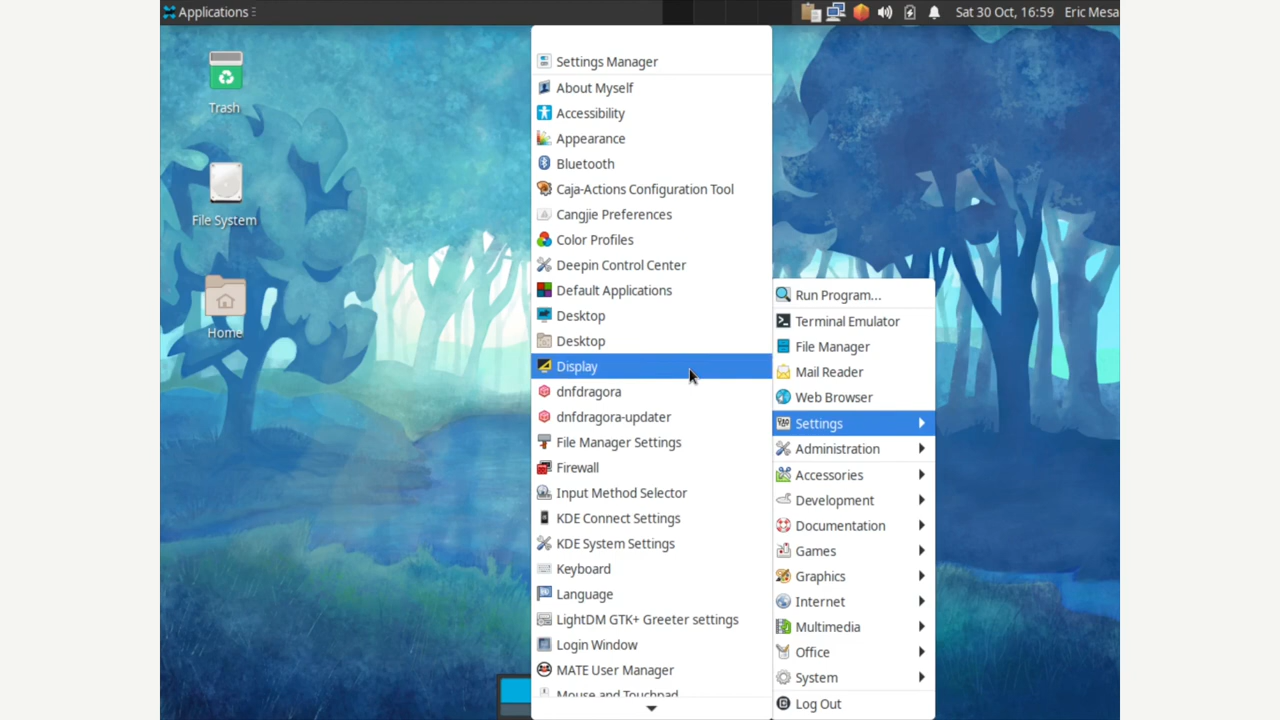 Applications
Sat 30 Oct, 16:59
Eric Mesa
Trash
File System
Home
Settings Manager
About Myself
Accessibility
Appearance
Bluetooth
Caja-Actions Configuration Tool
Cangjie Preferences
Color Profiles
Deepin Control Center
Default Applications
Desktop
Desktop
Display
dnfdragora
dnfdragora-updater
File Manager Settings
Firewall
Input Method Selector
KDE Connect Settings
KDE System Settings
Keyboard
Language
LightDM GTK+ Greeter settings
Login Window
MATE User Manager
Mouse and Touchpad
Run Program...
Terminal Emulator
File Manager
Mail Reader
Web Browser
Settings
Administration
Accessories
Development
Documentation
Games
Graphics
Internet
Multimedia
Office
System
Log Out